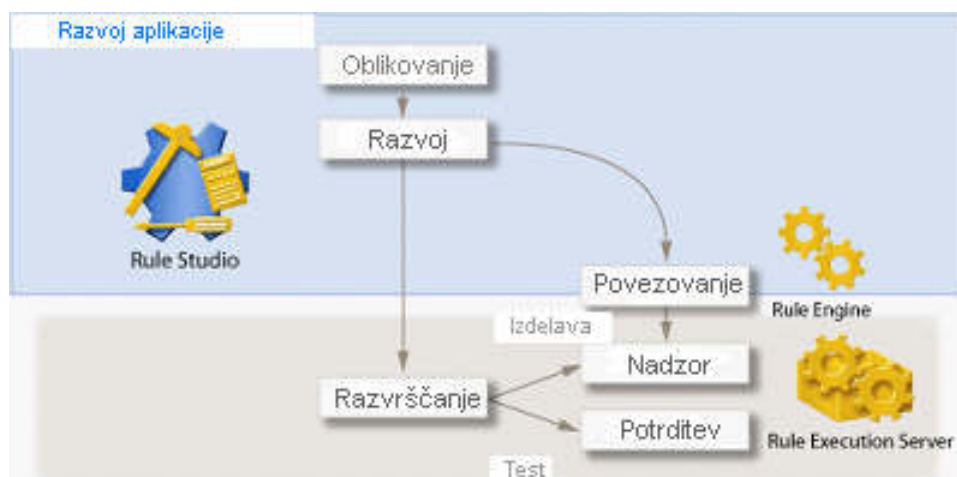 Razvoj aplikacije
Oblikovanje
Razvoj
Rule Studio
Povezovanje
Rule Engine
Izdelava
Nadzor
Razvrščanje
Potrditev
Rule Execution Server
Test